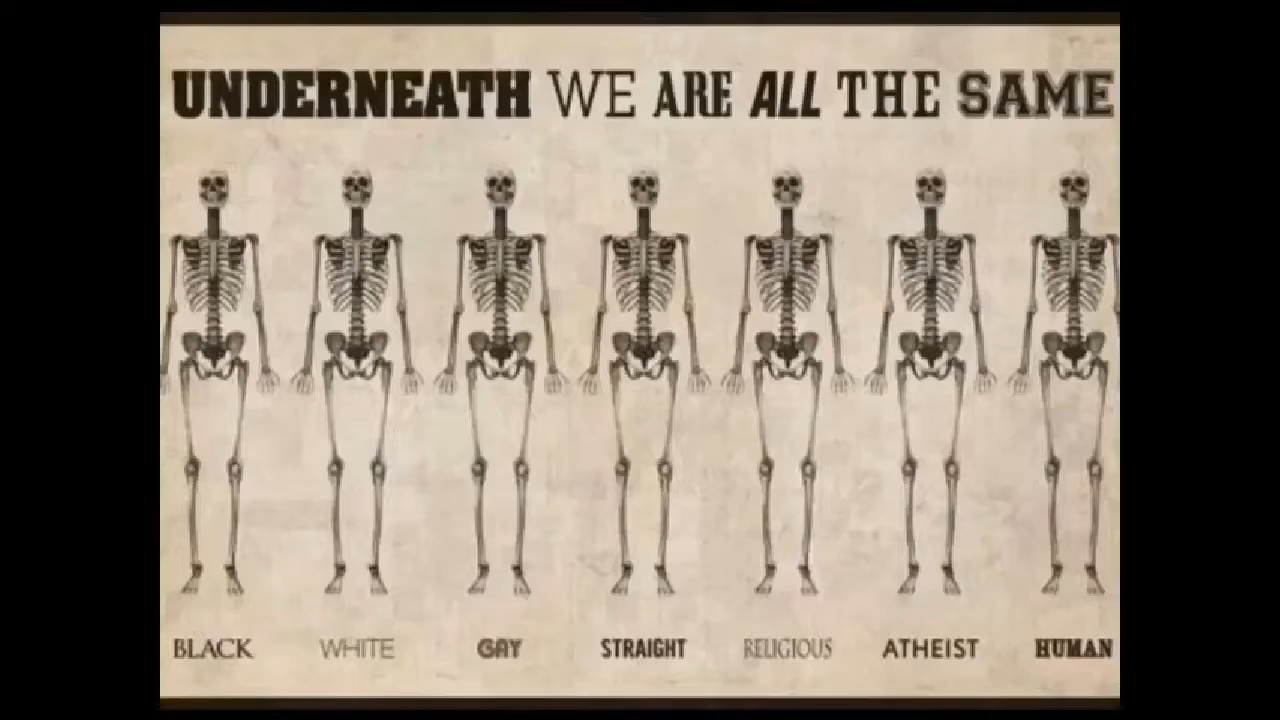 UNDERNEATH WE ARE ALL THE SAME
BLACK WHITE GAY STRAIGHT RELIGIOUS ATHEIST HUMAN